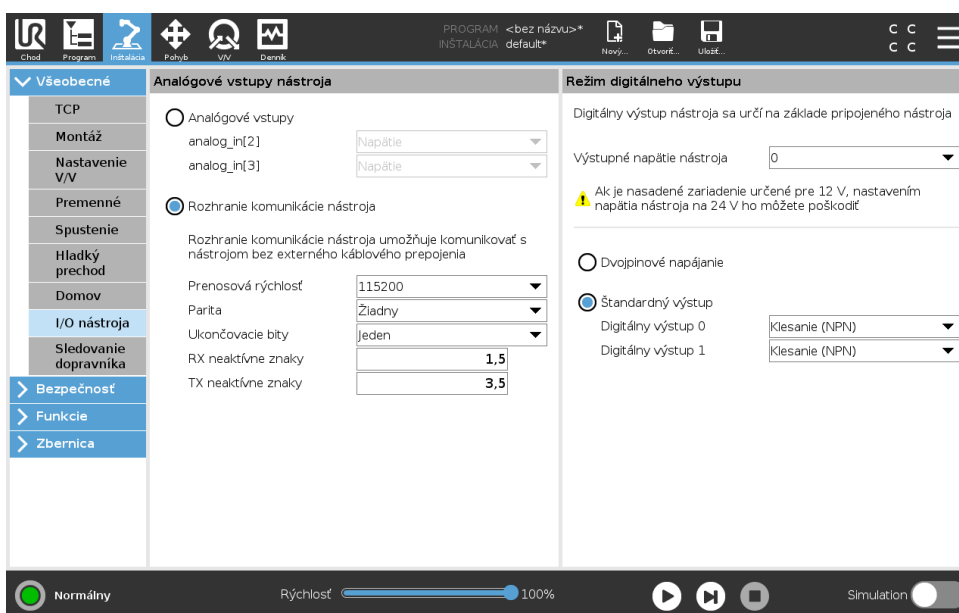 UR
Chod
Program
Inštalácia
Pohyb
V/V
Denník
PROGRAM <bez názvu>*
INŠTALÁCIA default*
Nový...
Otvoriť...
Uložiť...
C C
C C
Všeobecné
TCP
Montáž
Nastavenie
V/V
Premenné
Spustenie
Hladký
prechod
Domov
I/O nástroja
Sledovanie
dopravníka
Bezpečnosť
Funkcie
Zbernica
Analógové vstupy nástroja
Analógové vstupy
analog_in[2] Napätie
analog_in[3] Napätie
Rozhranie komunikácie nástroja
Rozhranie komunikácie nástroja umožňuje komunikovať s
nástrojom bez externého káblového prepojenia
Prenosová rýchlosť 115200
Parita Žiadny
Ukončovacie bity Jeden
RX neaktívne znaky 1,5
TX neaktívne znaky 3,5
Režim digitálneho výstupu
Digitálny výstup nástroja sa určí na základe pripojeného nástroja
Výstupné napätie nástroja 0
Ak je nasadené zariadenie určené pre 12 V, nastavením
napätia nástroja na 24 V ho môžete poškodiť
Dvojpinové napájanie
Štandardný výstup
Digitálny výstup 0 Klesanie (NPN)
Digitálny výstup 1 Klesanie (NPN)
Normálny
Rýchlosť 100%
Simulation